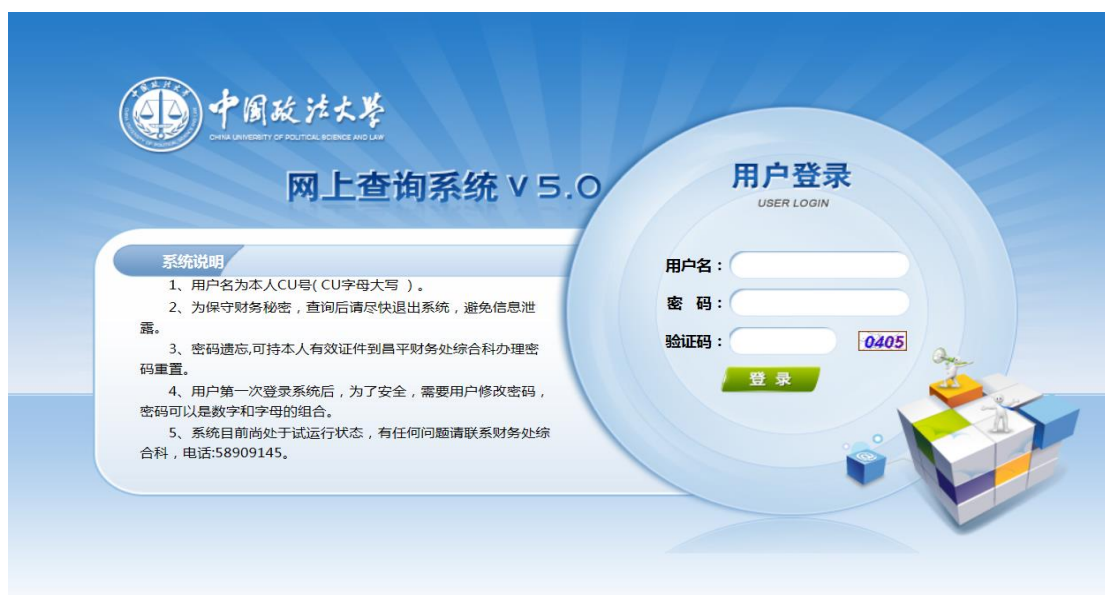 中国政法大学
CHINA UNIVERSITY OF POLITICAL SCIENCE AND LAW
网上查询系统 V 5.0
系统说明
1、用户名为本人CU号( CU字母大写 ）。
2、为保守财务秘密，查询后请尽快退出系统，避免信息泄
露。
3、密码遗忘,可持本人有效证件到昌平财务处综合科办理密
码重置。
4、用户第一次登录系统后，为了安全，需要用户修改密码，
密码可以是数字和字母的组合。
5、系统目前尚处于试运行状态，有任何问题请联系财务处综
合科，电话:58909145。
用户登录
USER LOGIN
用户名：
密 码：
验证码：
0405
登 录
@